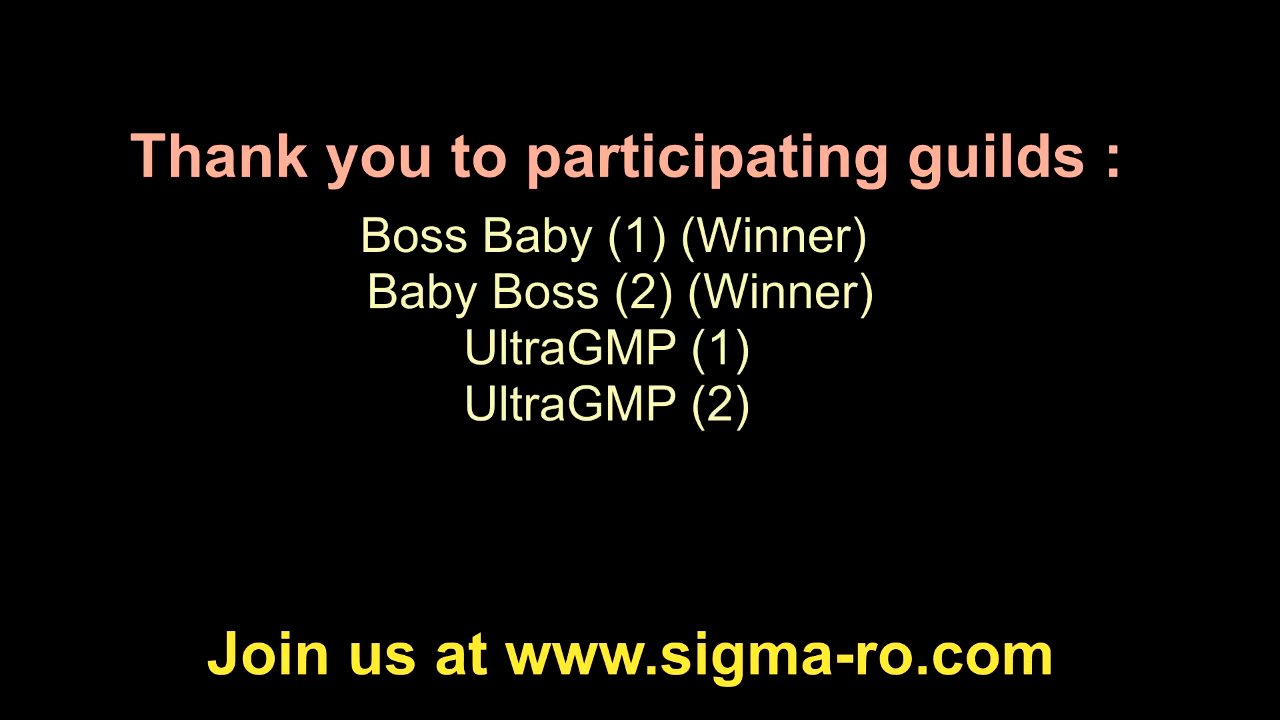 Thank you to participating guilds :
Boss Baby (1) (Winner)
Baby Boss (2) (Winner)
UltraGMP (1)
UltraGMP (2)
Join us at www.sigma-ro.com